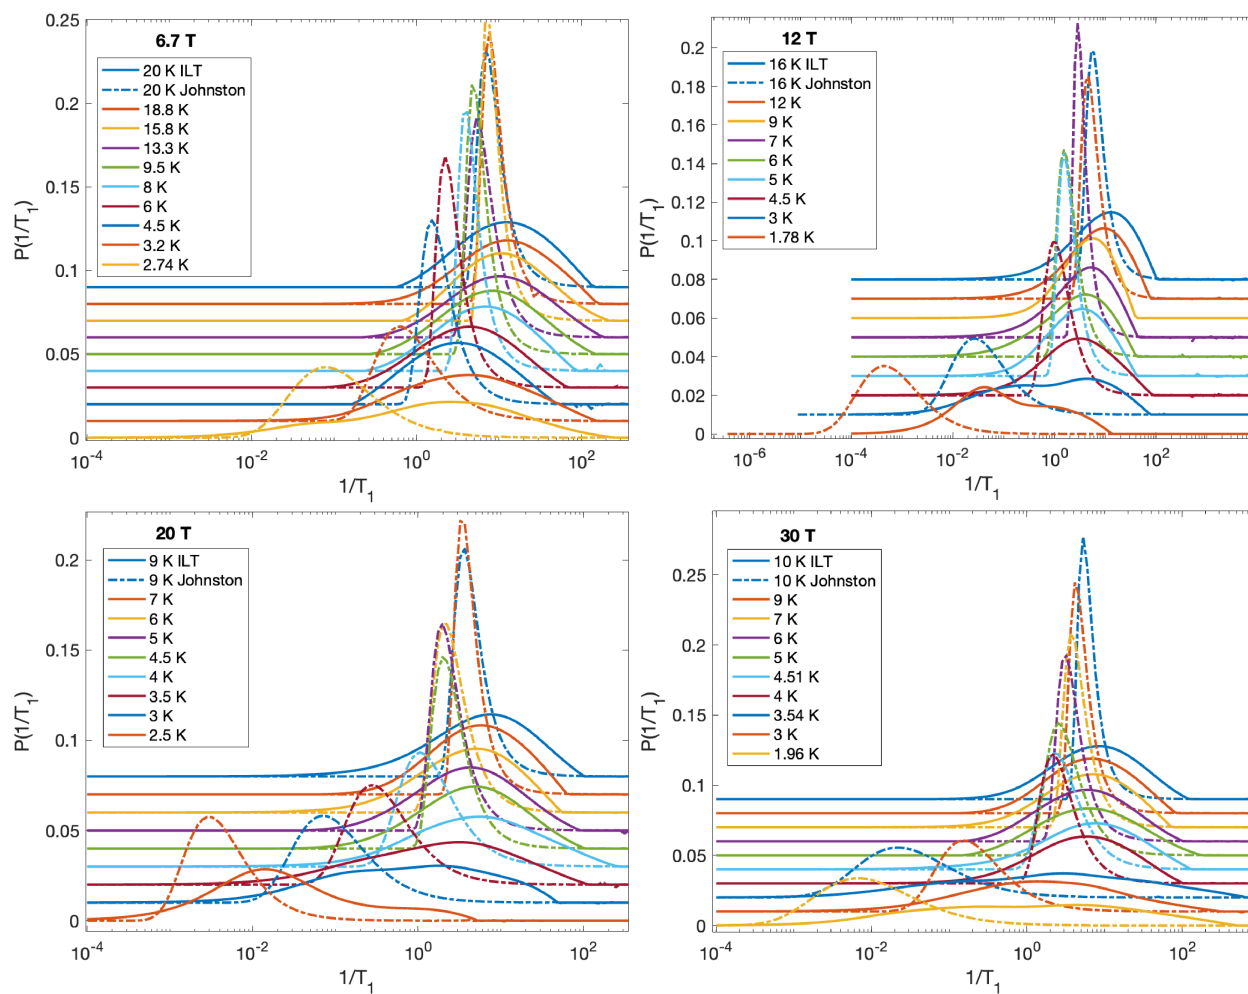 6.7 T
20 K ILT
20 K Johnston
18.8 K
15.8 K
13.3 K
9.5 K
8 K
6 K
4.5 K
3.2 K
2.74 K
P(1/T1)
0.25
0.2
0.15
0.1
0.05
0
10-4
10-2
100
102
1/T1
12 T
16 K ILT
16 K Johnston
12 K
9 K
7 K
6 K
5 K
4.5 K
3 K
1.78 K
P(1/T1)
0.2
0.18
0.16
0.14
0.12
0.1
0.08
0.06
0.04
0.02
0
10-6
10-4
10-2
100
102
1/T1
20 T
9 K ILT
9 K Johnston
7 K
6 K
5 K
4.5 K
4 K
3.5 K
3 K
2.5 K
P(1/T1)
0.2
0.15
0.1
0.05
0
10-4
10-2
100
102
1/T1
30 T
10 K ILT
10 K Johnston
9 K
7 K
6 K
5 K
4.51 K
4 K
3.54 K
3 K
1.96 K
P(1/T1)
0.25
0.2
0.15
0.1
0.05
0
10-4
10-2
100
102
1/T1